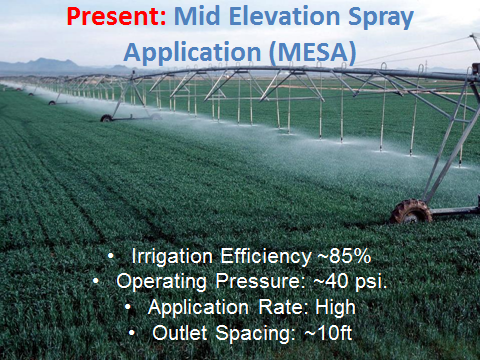 Present: Mid Elevation Spray
Application (MESA)
• Irrigation Efficiency ~85%
• Operating Pressure: ~40 psi.
• Application Rate: High
• Outlet Spacing: ~10ft